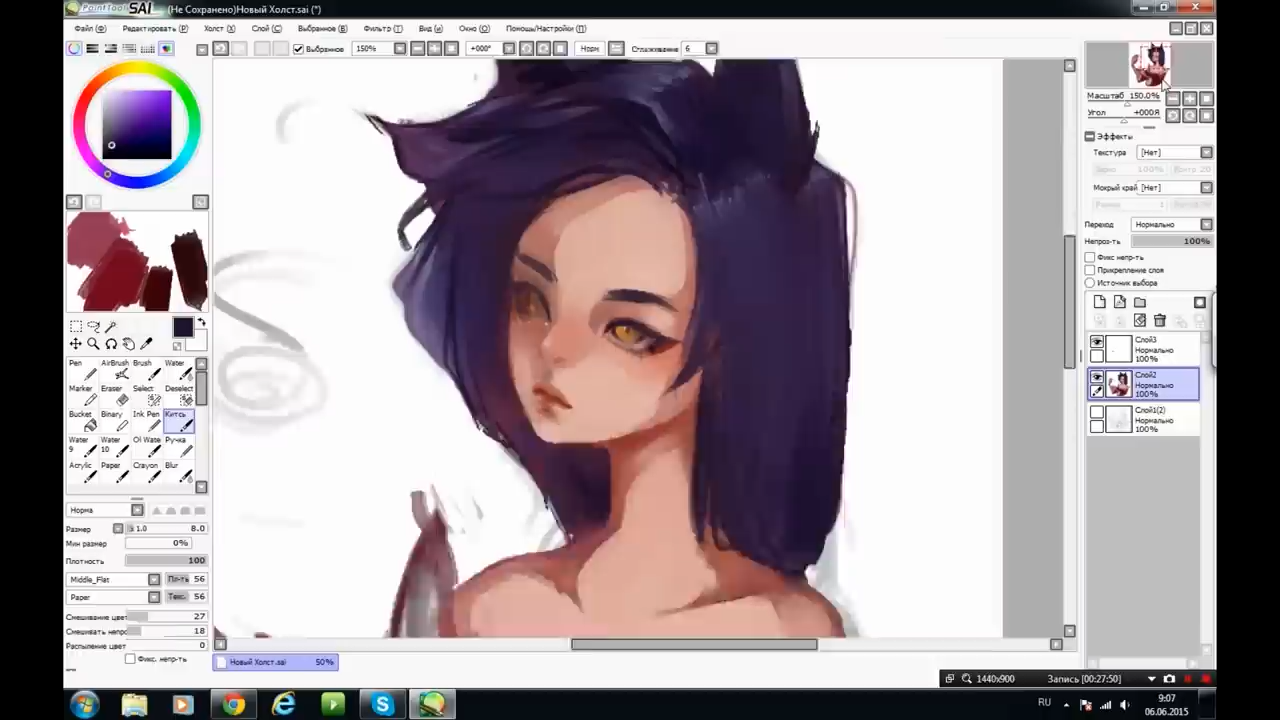 PaintTool SAI (Не Сохранено)Новый Холст.sai (*)
Файл (Ф) Редактировать (Р) Холст (Х) Слой (С) Выбранное (В) Фильтр (Т) Вид (и) Окно (О) Помощь/Настройки (П)
Выбранное 150% +000° Норм Сглаживание 6
Масштаб 150.0%
Угол +000Я
Эффекты
Текстура [Нет]
100%
Мокрый край [Нет]
1
Переход Нормально
Непроз-ть 100%
Фикс непр-ть
Прикрепление слоя
Источник выбора
Слой3
Нормально
100%
Слой2
Нормально
100%
Слой1(2)
Нормально
100%
Pen AirBrush Brush Water
Marker Eraser Select Deselect
Bucket Binary Ink Pen Кисть
Water 9 Water 10 Ol Wate Ручка
Acrylic Paper Crayon Blur
Норма
Размер x 1.0 8.0
Мин размер 0%
Плотность 100
Middle_Flat Пл-ть 56
Paper Текс. 56
Смешивание цвет 27
Смешивать непро 18
Распыление цвет 0
Фикс. непр-ть
Новый Холст.sai 50%
1440x900 Запись [00:27:50]
RU 9:07
06.06.2015